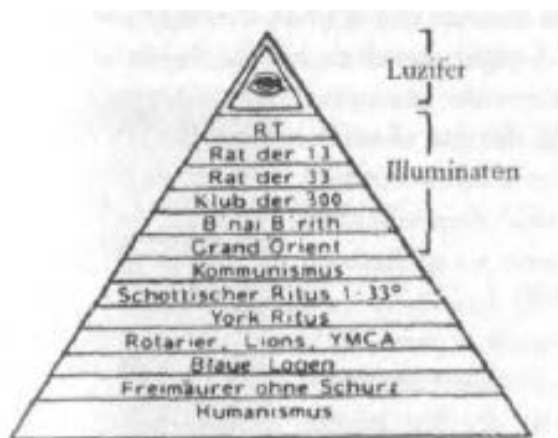 Luzifer
RT
Rat der 13
Rat der 33
Illuminaten
Klub der 300
B'nai B'rith
Grand Orient
Kommunismus
Schottischer Ritus 1-33°
York Ritus
Rotarier, Lions, YMCA
Blaue Logen
Freimaurer ohne Schurz
Humanismus